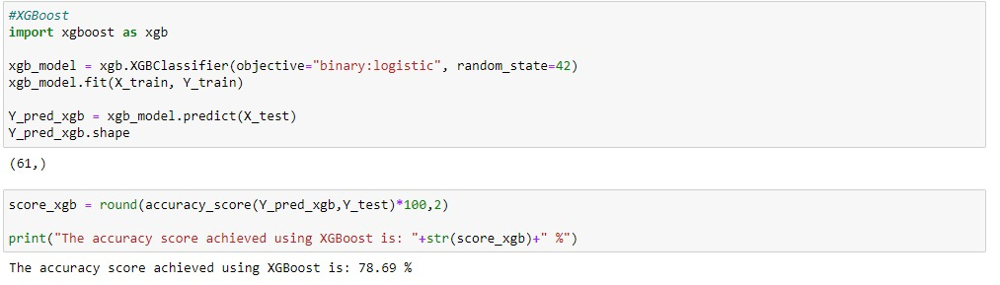 #XGBoost
import xgboost as xgb
xgb_model = xgb.XGBClassifier(objective="binary:logistic", random_state=42)
xgb_model.fit(X_train, Y_train)
Y_pred_xgb = xgb_model.predict(X_test)
Y_pred_xgb.shape
(61,)
score_xgb = round(accuracy_score(Y_pred_xgb,Y_test)*100,2)
print("The accuracy score achieved using XGBoost is: "+str(score_xgb)+" %")
The accuracy score achieved using XGBoost is: 78.69 %